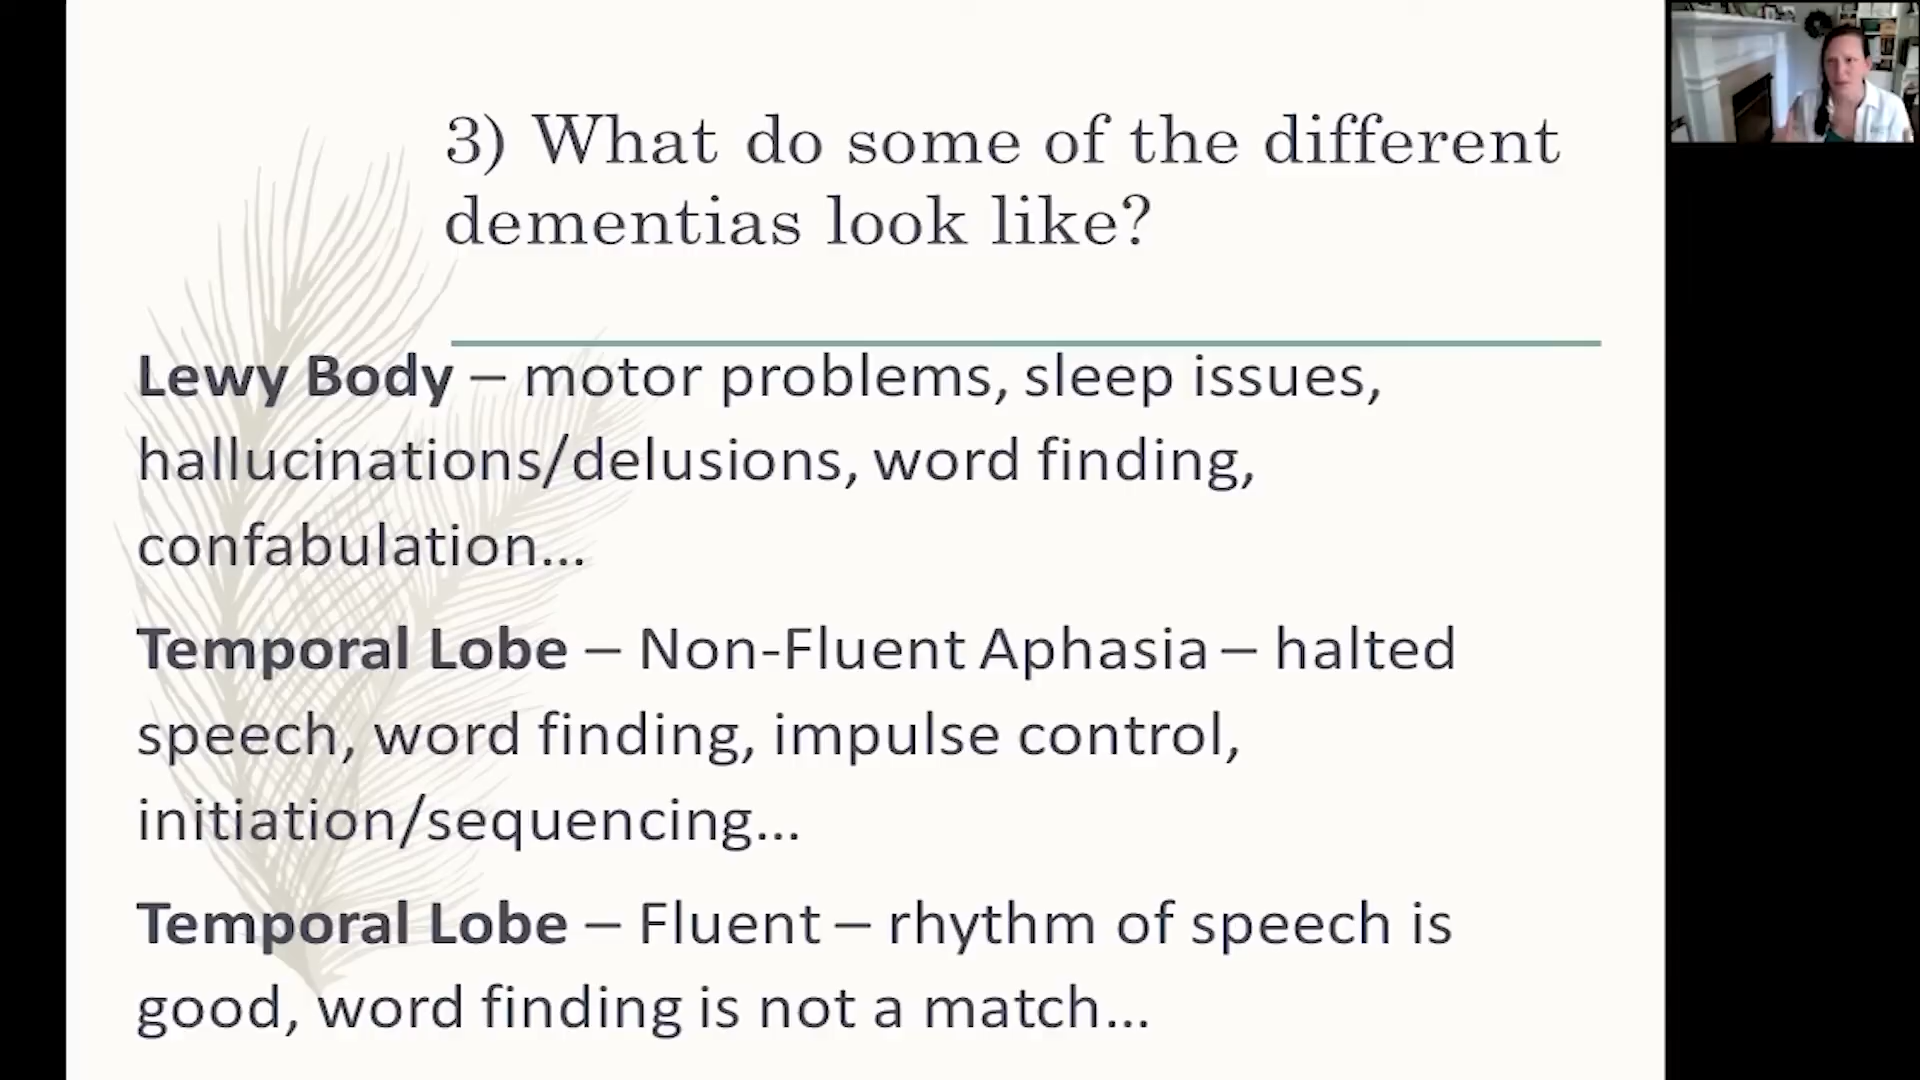 3) What do some of the different
dementias look like?
Lewy Body – motor problems, sleep issues,
hallucinations/delusions, word finding,
confabulation...
Temporal Lobe – Non-Fluent Aphasia – halted
speech, word finding, impulse control,
initiation/sequencing...
Temporal Lobe – Fluent – rhythm of speech is
good, word finding is not a match...